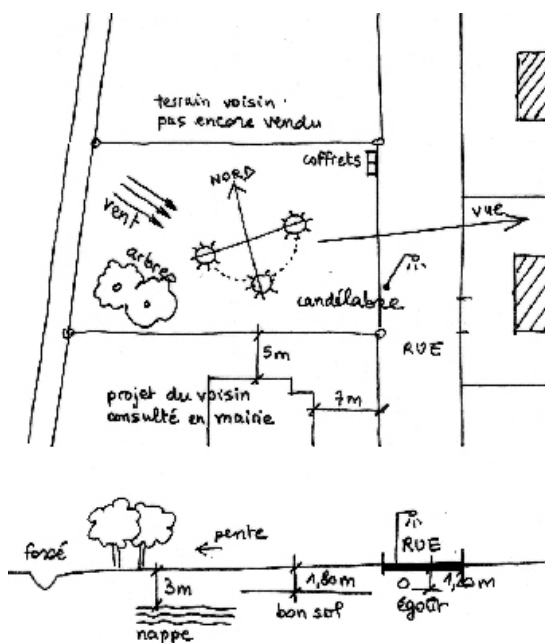 terrain voisin
pas encore vendu
coffrets
NORD
vent
vue
arbres
candélabre
RUE
5m
projet du voisin
consulté en mairie
7m
fossé
pente
RUE
3m
1,80m
0
1,20m
bon sol
égout
nappe